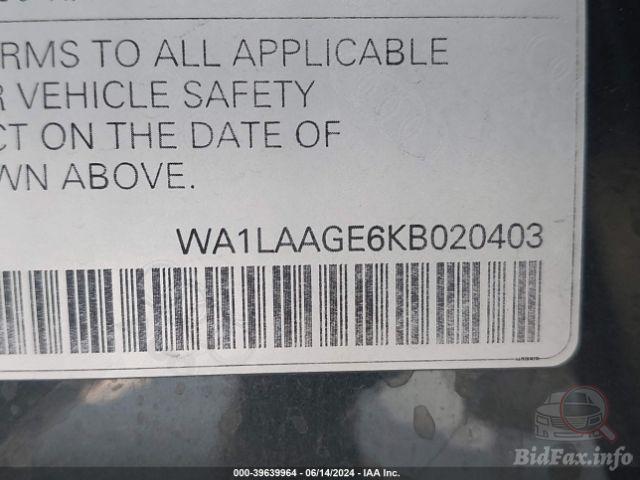 RMS TO ALL APPLICABLE
R VEHICLE SAFETY
CT ON THE DATE OF
WN ABOVE.
WA1LAAGE6KB020403
BidFax.info
000-39639964 - 06/14/2024 - IAA Inc.